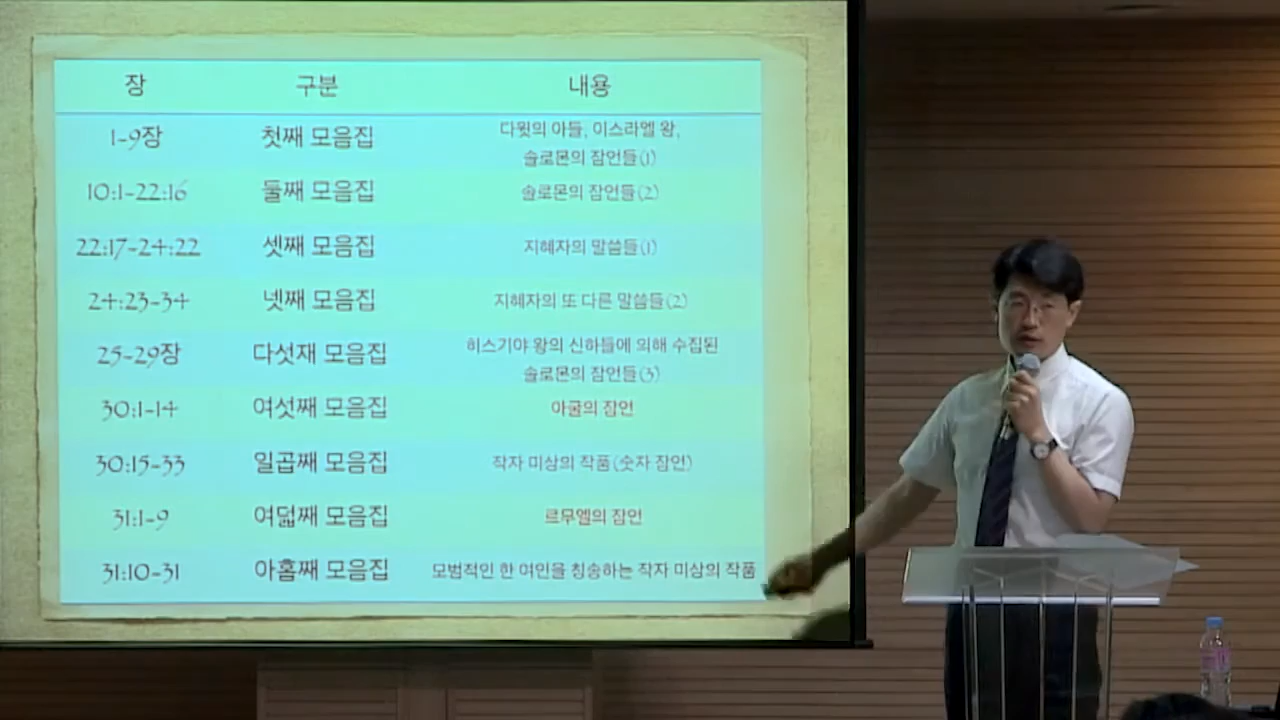 장 구분 내용
1-9장 첫째 모음집 다윗의 아들, 이스라엘 왕,
솔로몬의 잠언들(1)
10:1-22:16 둘째 모음집 솔로몬의 잠언들(2)
22:17-24:22 셋째 모음집 지혜자의 말씀들(1)
24:23-34 넷째 모음집 지혜자의 또 다른 말씀들(2)
25-29장 다섯재 모음집 히스기야 왕의 신하들에 의해 수집된
솔로몬의 잠언들(3)
30:1-14 여섯째 모음집 아굴의 잠언
30:15-33 일곱째 모음집 작자 미상의 작품(숫자 잠언)
31:1-9 여덟째 모음집 르무엘의 잠언
31:10-31 아홉째 모음집 모범적인 한 여인을 칭송하는 작자 미상의 작품